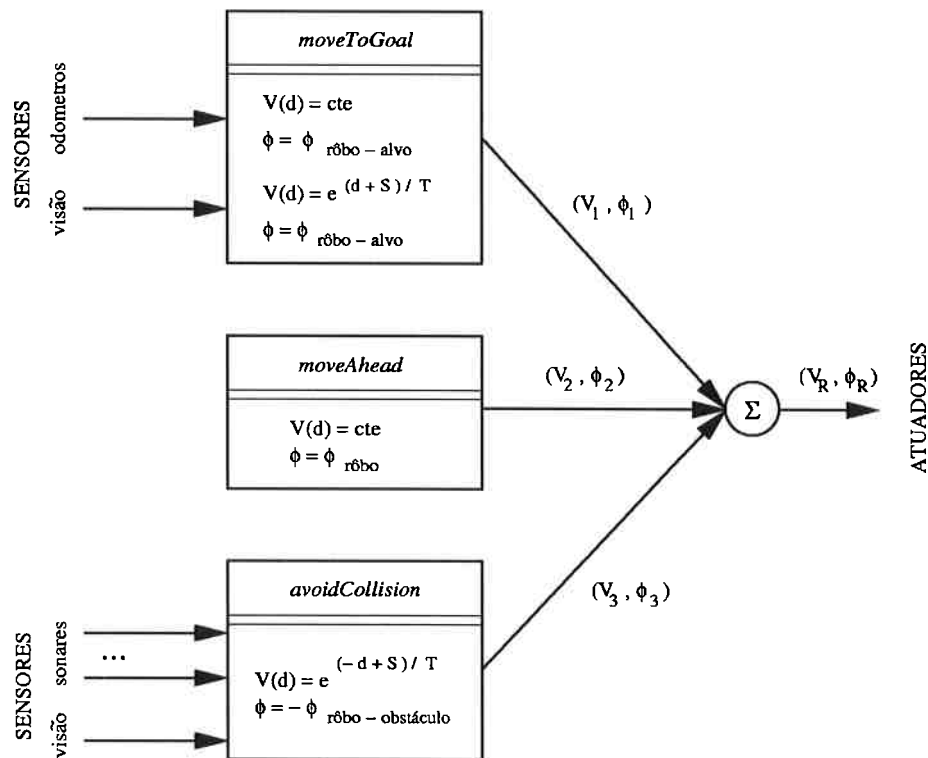 moveToGoal
SENSORES
odometros
visão
V(d) = cte
ϕ = ϕ rôbo – alvo
V(d) = e (d + S) / T
ϕ = ϕ rôbo – alvo
(V1 , ϕ1 )
moveAhead
V(d) = cte
ϕ = ϕ rôbo
(V2 , ϕ2 )
Σ
(VR , ϕR)
ATUADORES
avoidCollision
SENSORES
sonares
...
visão
V(d) = e (– d + S) / T
ϕ = – ϕ rôbo – obstáculo
(V3 , ϕ3 )